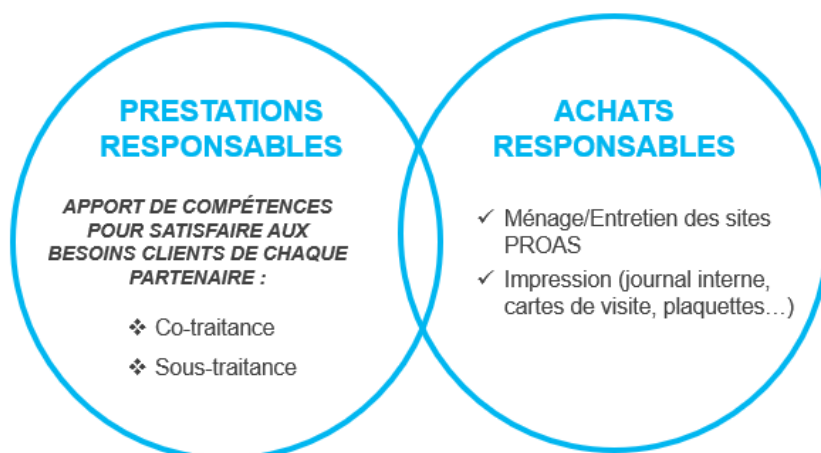 PRESTATIONS
RESPONSABLES
APPORT DE COMPÉTENCES
POUR SATISFAIRE AUX
BESOINS CLIENTS DE CHAQUE
PARTENAIRE :
❖ Co-traitance
❖ Sous-traitance
ACHATS
RESPONSABLES
✓ Ménage/Entretien des sites
PROAS
✓ Impression (journal interne,
cartes de visite, plaquettes…)